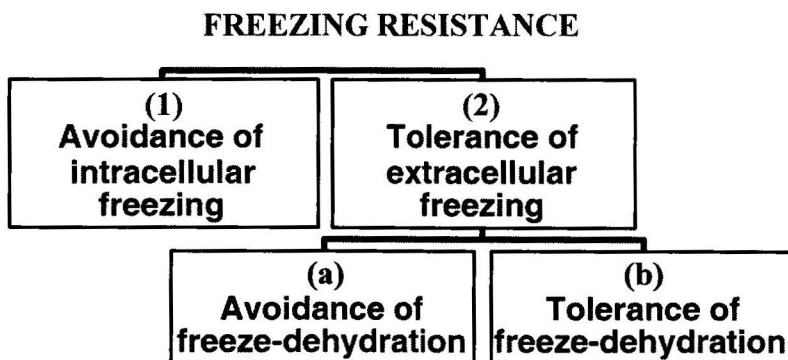 FREEZING RESISTANCE
(1)
Avoidance of
intracellular
freezing
(2)
Tolerance of
extracellular
freezing
(a)
Avoidance of
freeze-dehydration
(b)
Tolerance of
freeze-dehydration